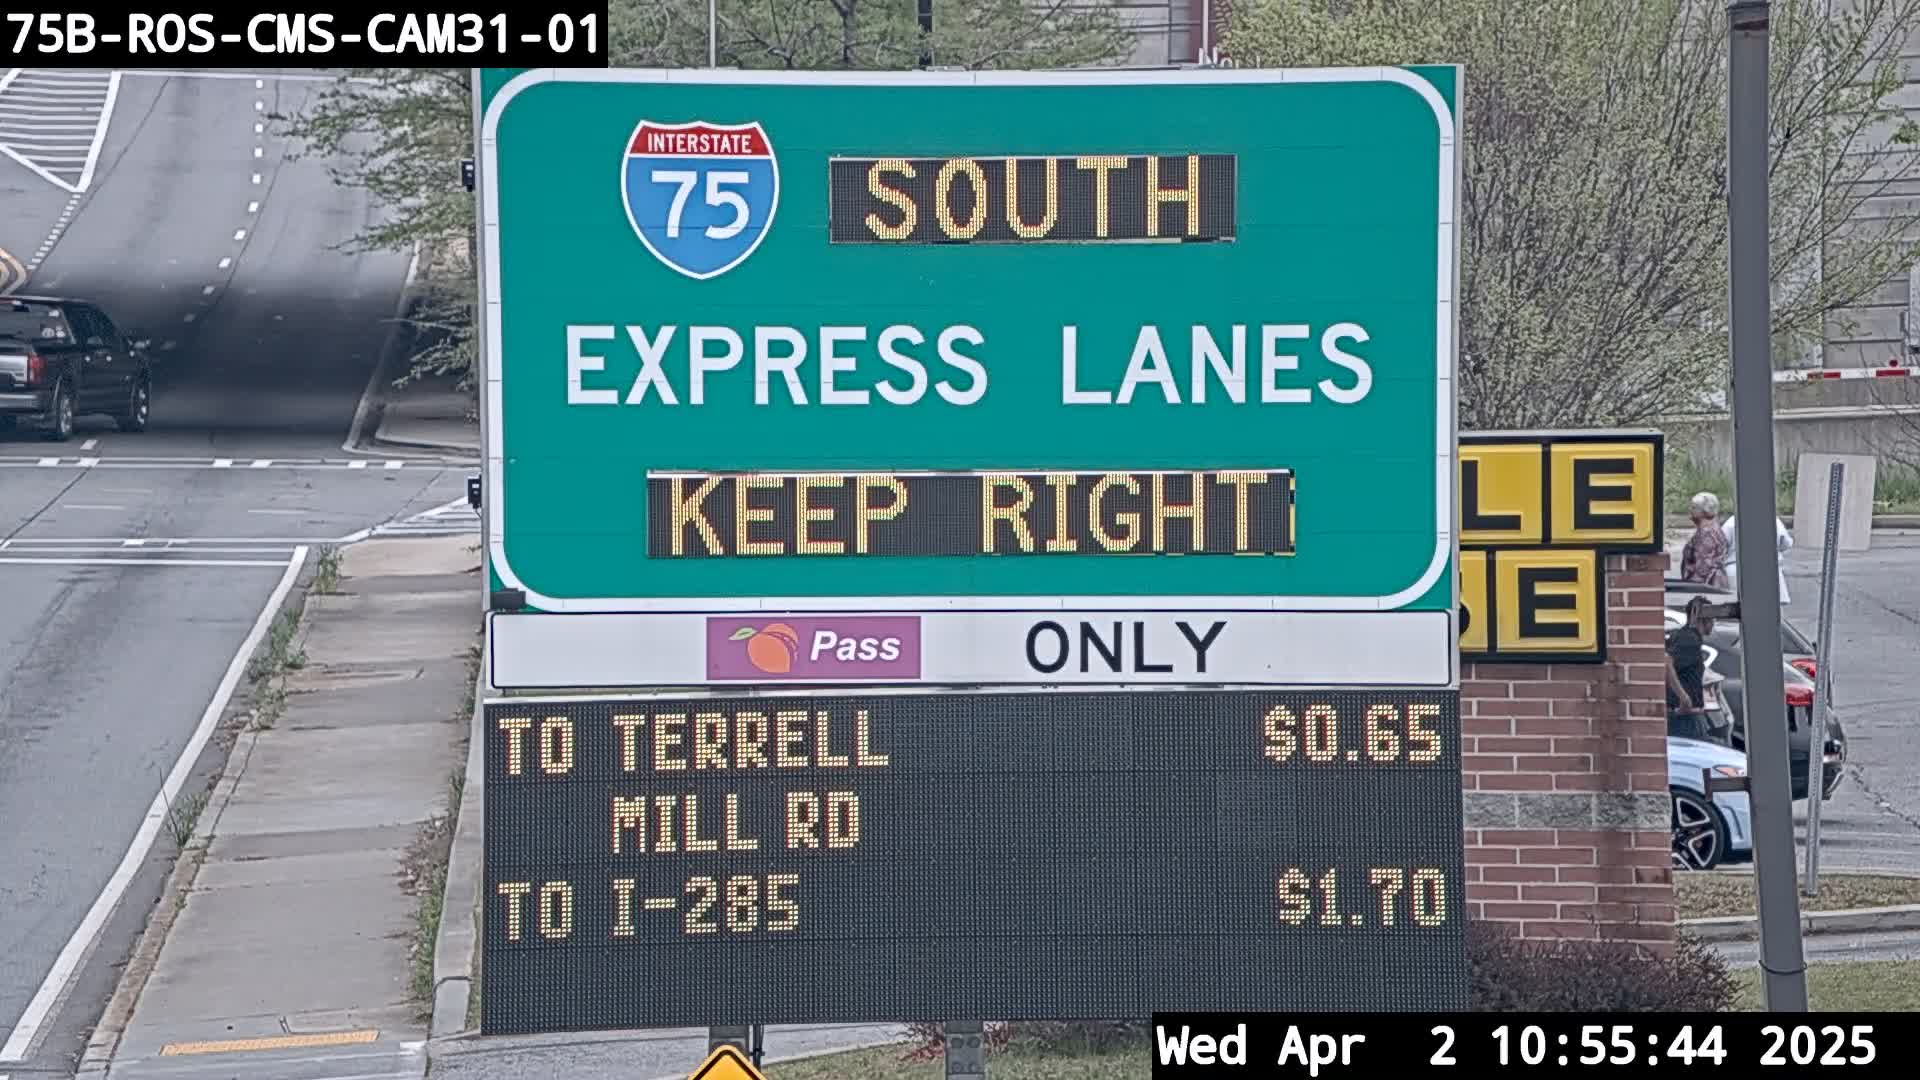 75B-ROS-CMS-CAM31-01
INTERSTATE
75
SOUTH
EXPRESS LANES
KEEP RIGHT
Pass ONLY
TO TERRELL $0.65
MILL RD
TO I-285 $1.70
LE
E
Wed Apr 2 10:55:44 2025